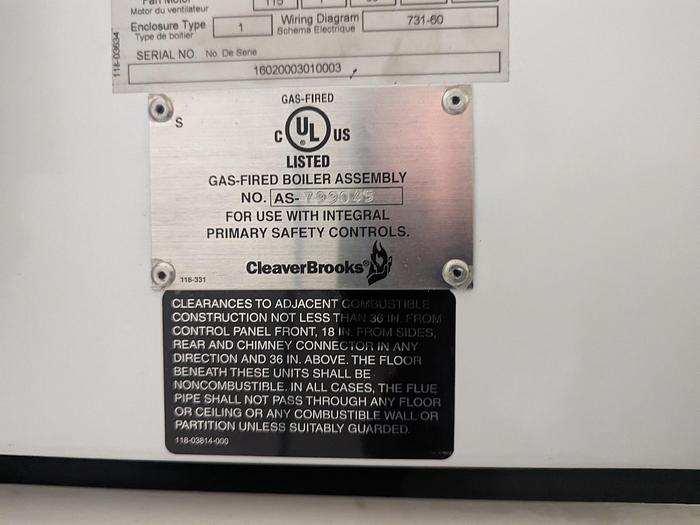 Fan Motor
Moteur du ventilateur
115
1
Enclosure Type
Type de boitier
1
Wiring Diagram
Schema Electrique
731-60
118-03634
SERIAL NO. No. De Serie
16020003010003
GAS-FIRED
S
C UL US
®
LISTED
GAS-FIRED BOILER ASSEMBLY
NO. AS- 799045
FOR USE WITH INTEGRAL
PRIMARY SAFETY CONTROLS.
CleaverBrooks®
118-331
CLEARANCES TO ADJACENT COMBUSTIBLE
CONSTRUCTION NOT LESS THAN 36 IN. FROM
CONTROL PANEL FRONT, 18 IN. FROM SIDES,
REAR AND CHIMNEY CONNECTOR IN ANY
DIRECTION AND 36 IN. ABOVE. THE FLOOR
BENEATH THESE UNITS SHALL BE
NONCOMBUSTIBLE. IN ALL CASES, THE FLUE
PIPE SHALL NOT PASS THROUGH ANY FLOOR
OR CEILING OR ANY COMBUSTIBLE WALL OR
PARTITION UNLESS SUITABLY GUARDED.
118-03814-000